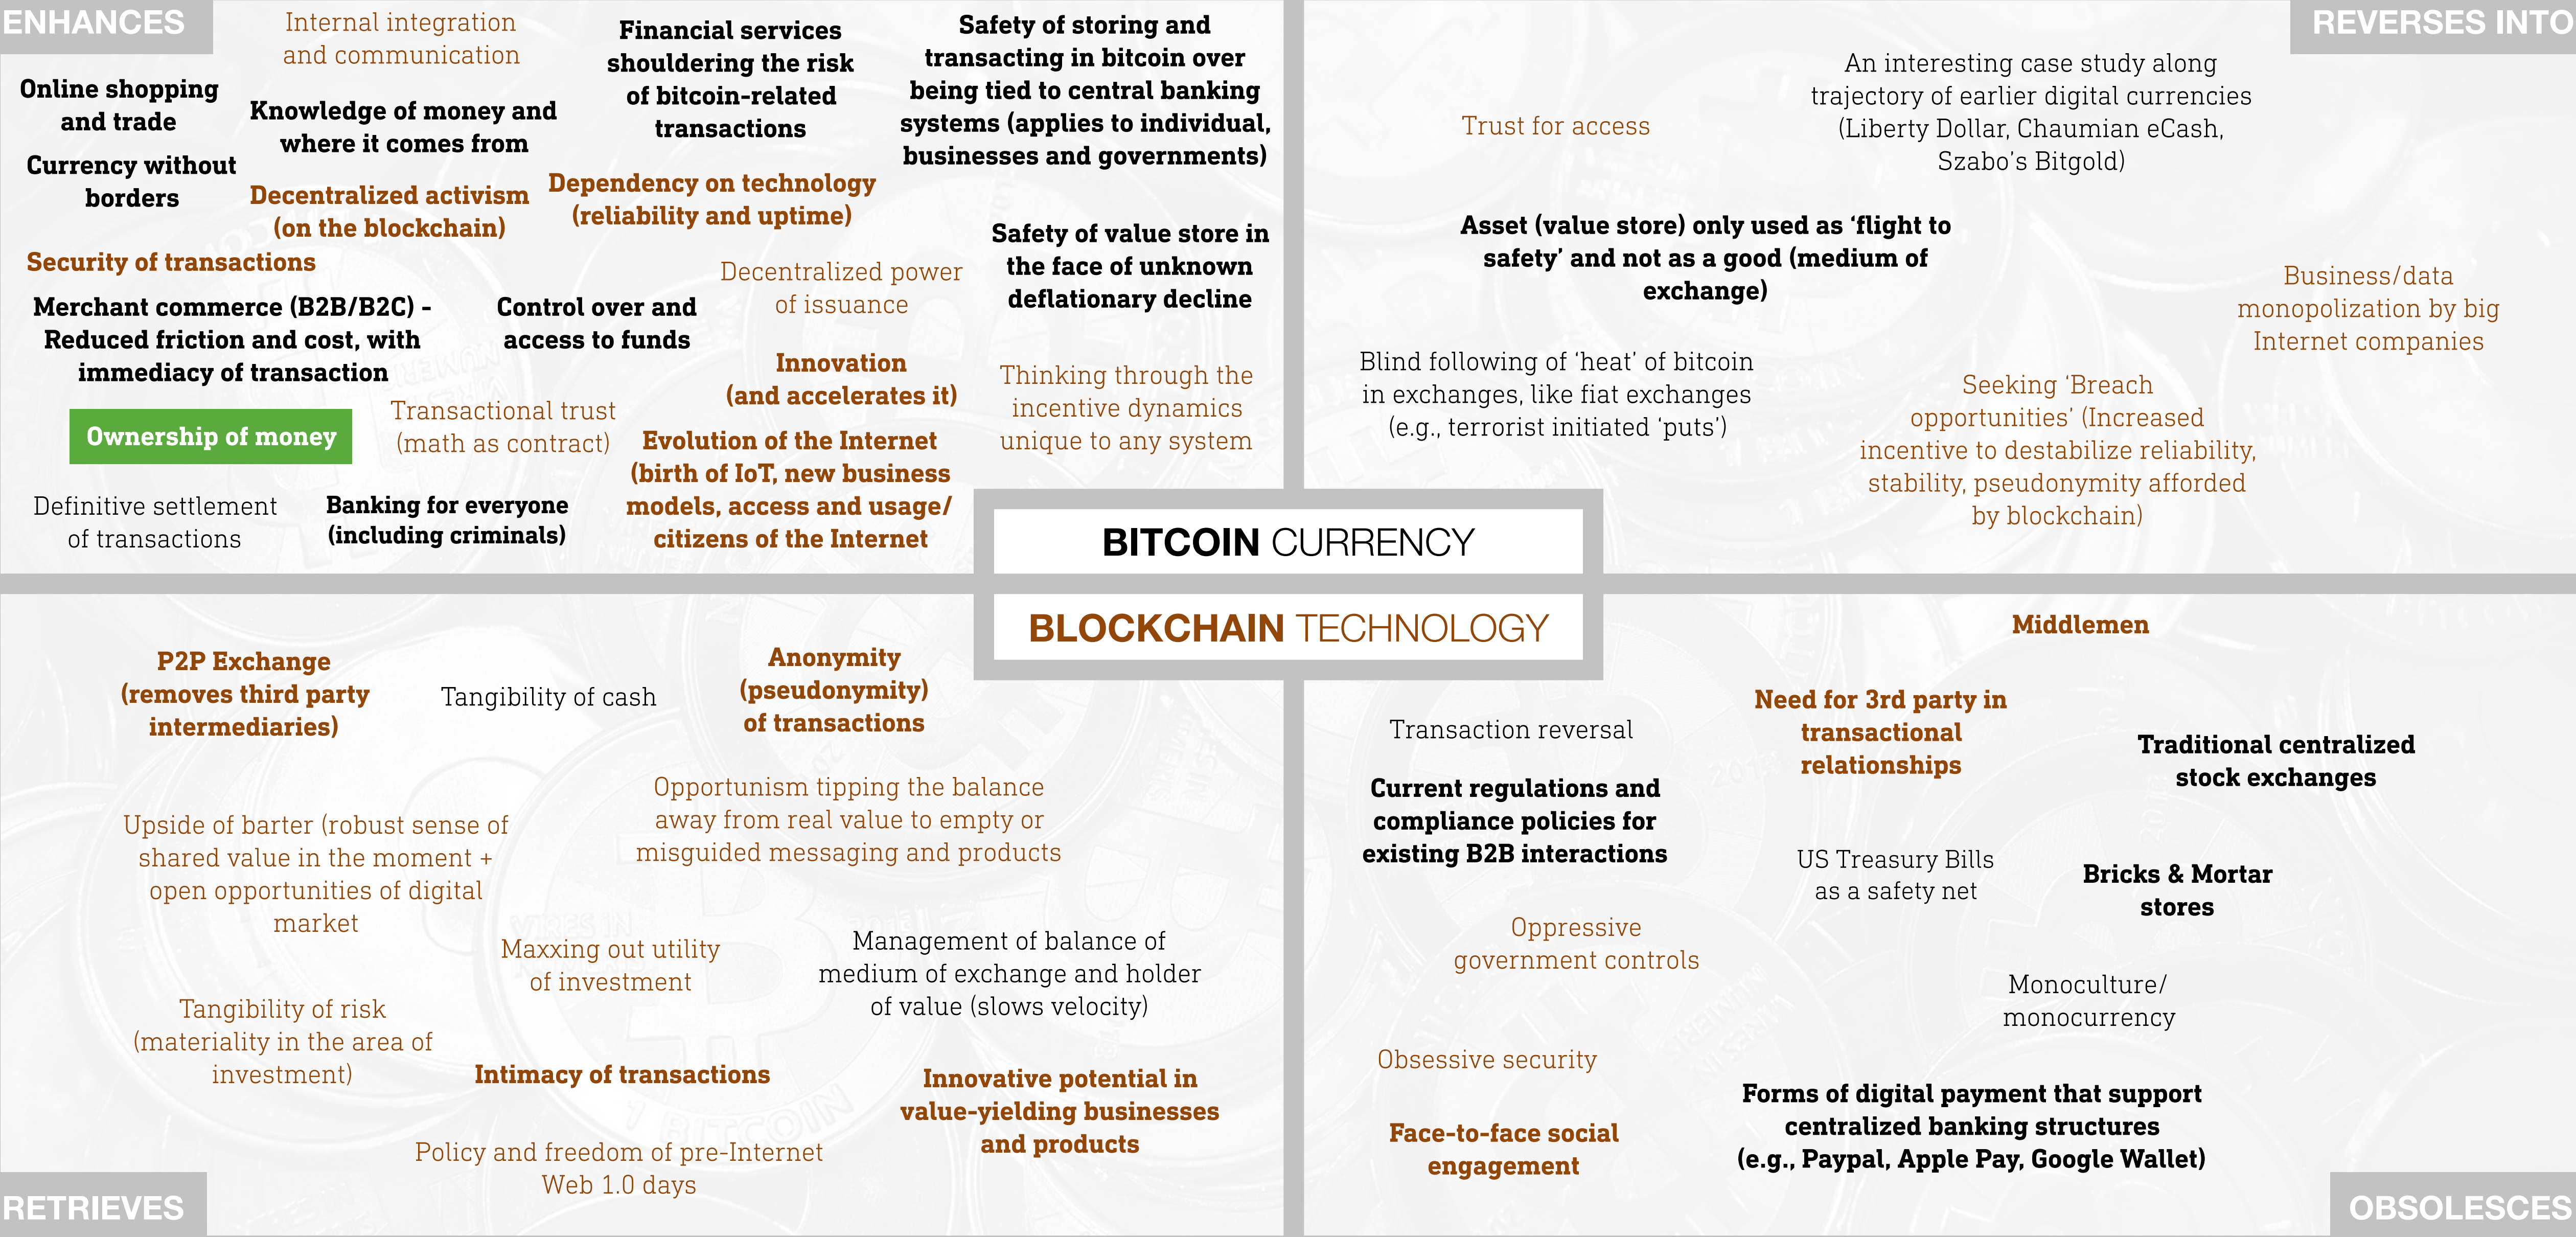 ENHANCES
Internal integration
and communication
Financial services
shouldering the risk
of bitcoin-related
transactions
Safety of storing and
transacting in bitcoin over
being tied to central banking
systems (applies to individual,
businesses and governments)
Online shopping
and trade
Knowledge of money and
where it comes from
Currency without
borders
Decentralized activism
(on the blockchain)
Dependency on technology
(reliability and uptime)
Security of transactions
Safety of value store in
the face of unknown
deflationary decline
Decentralized power
of issuance
Merchant commerce (B2B/B2C) -
Reduced friction and cost, with
immediacy of transaction
Control over and
access to funds
Innovation
(and accelerates it)
Thinking through the
incentive dynamics
unique to any system
Ownership of money
Transactional trust
(math as contract)
Evolution of the Internet
(birth of IoT, new business
models, access and usage/
citizens of the Internet
Definitive settlement
of transactions
Banking for everyone
(including criminals)
REVERSES INTO
An interesting case study along
trajectory of earlier digital currencies
(Liberty Dollar, Chaumian eCash,
Szabo's Bitgold)
Trust for access
Asset (value store) only used as ‘flight to
safety’ and not as a good (medium of
exchange)
Business/data
monopolization by big
Internet companies
Blind following of ‘heat’ of bitcoin
in exchanges, like fiat exchanges
(e.g., terrorist initiated ‘puts’)
Seeking ‘Breach
opportunities’ (Increased
incentive to destabilize reliability,
stability, pseudonymity afforded
by blockchain)
BITCOIN CURRENCY
BLOCKCHAIN TECHNOLOGY
P2P Exchange
(removes third party
intermediaries)
Tangibility of cash
Anonymity
(pseudonymity)
of transactions
Opportunism tipping the balance
away from real value to empty or
misguided messaging and products
Upside of barter (robust sense of
shared value in the moment +
open opportunities of digital
market
Maxxing out utility
of investment
Management of balance of
medium of exchange and holder
of value (slows velocity)
Tangibility of risk
(materiality in the area of
investment)
Intimacy of transactions
Innovative potential in
value-yielding businesses
and products
Policy and freedom of pre-Internet
Web 1.0 days
RETRIEVES
Middlemen
Need for 3rd party in
transactional
relationships
Transaction reversal
Traditional centralized
stock exchanges
Current regulations and
compliance policies for
existing B2B interactions
US Treasury Bills
as a safety net
Bricks & Mortar
stores
Oppressive
government controls
Monoculture/
monocurrency
Obsessive security
Forms of digital payment that support
centralized banking structures
(e.g., Paypal, Apple Pay, Google Wallet)
Face-to-face social
engagement
OBSOLESCES
1 BITCOIN